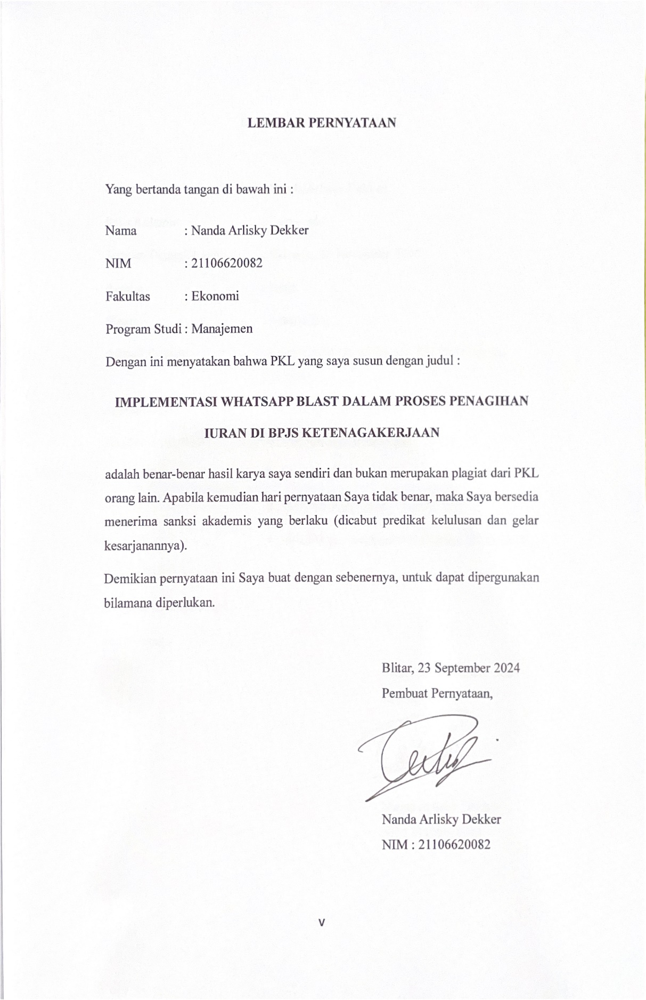 LEMBAR PERNYATAAN
Yang bertanda tangan di bawah ini :
Nama : Nanda Arlisky Dekker
NIM : 21106620082
Fakultas : Ekonomi
Program Studi : Manajemen
Dengan ini menyatakan bahwa PKL yang saya susun dengan judul :
IMPLEMENTASI WHATSAPP BLAST DALAM PROSES PENAGIHAN
IURAN DI BPJS KETENAGAKERJAAN
adalah benar-benar hasil karya saya sendiri dan bukan merupakan plagiat dari PKL
orang lain. Apabila kemudian hari pernyataan Saya tidak benar, maka Saya bersedia
menerima sanksi akademis yang berlaku (dicabut predikat kelulusan dan gelar
kesarjanannya).
Demikian pernyataan ini Saya buat dengan sebenernya, untuk dapat dipergunakan
bilamana diperlukan.
Blitar, 23 September 2024
Pembuat Pernyataan,
Nanda Arlisky Dekker
NIM : 21106620082
V